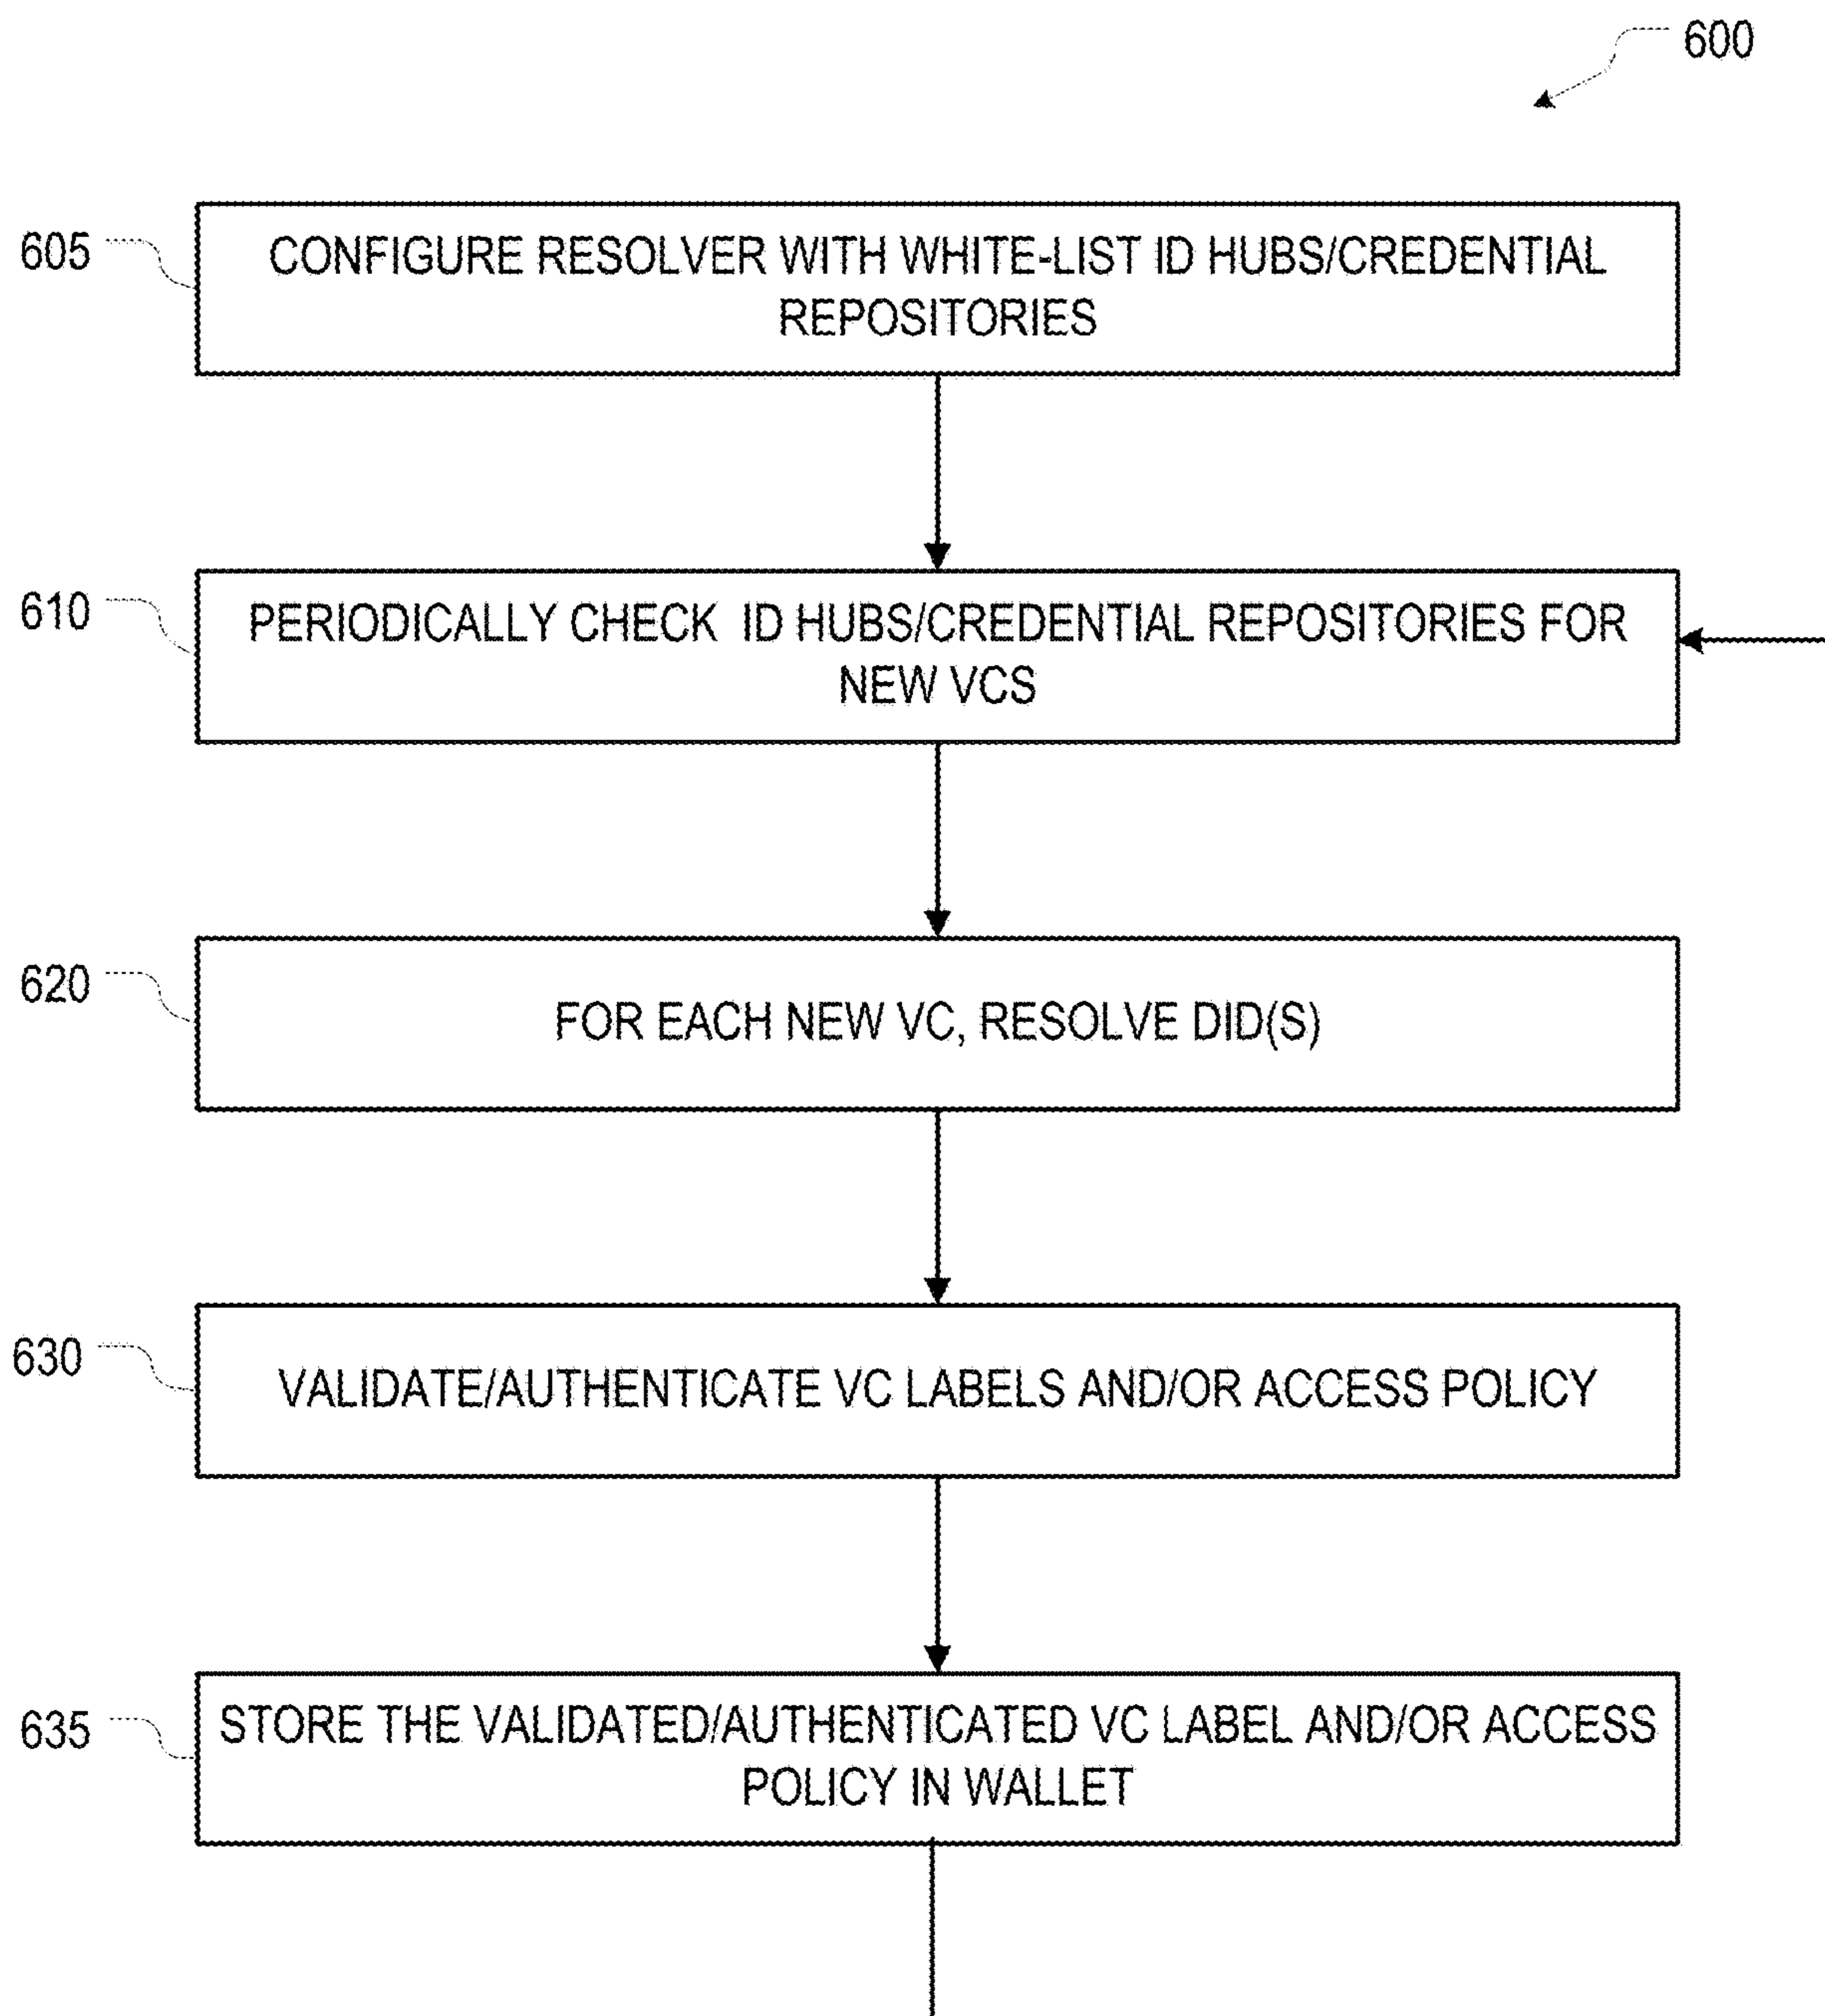 600
605
CONFIGURE RESOLVER WITH WHITE-LIST ID HUBS/CREDENTIAL
REPOSITORIES
610
PERIODICALLY CHECK ID HUBS/CREDENTIAL REPOSITORIES FOR
NEW VCS
620
FOR EACH NEW VC, RESOLVE DID(S)
630
VALIDATE/AUTHENTICATE VC LABELS AND/OR ACCESS POLICY
635
STORE THE VALIDATED/AUTHENTICATED VC LABEL AND/OR ACCESS
POLICY IN WALLET